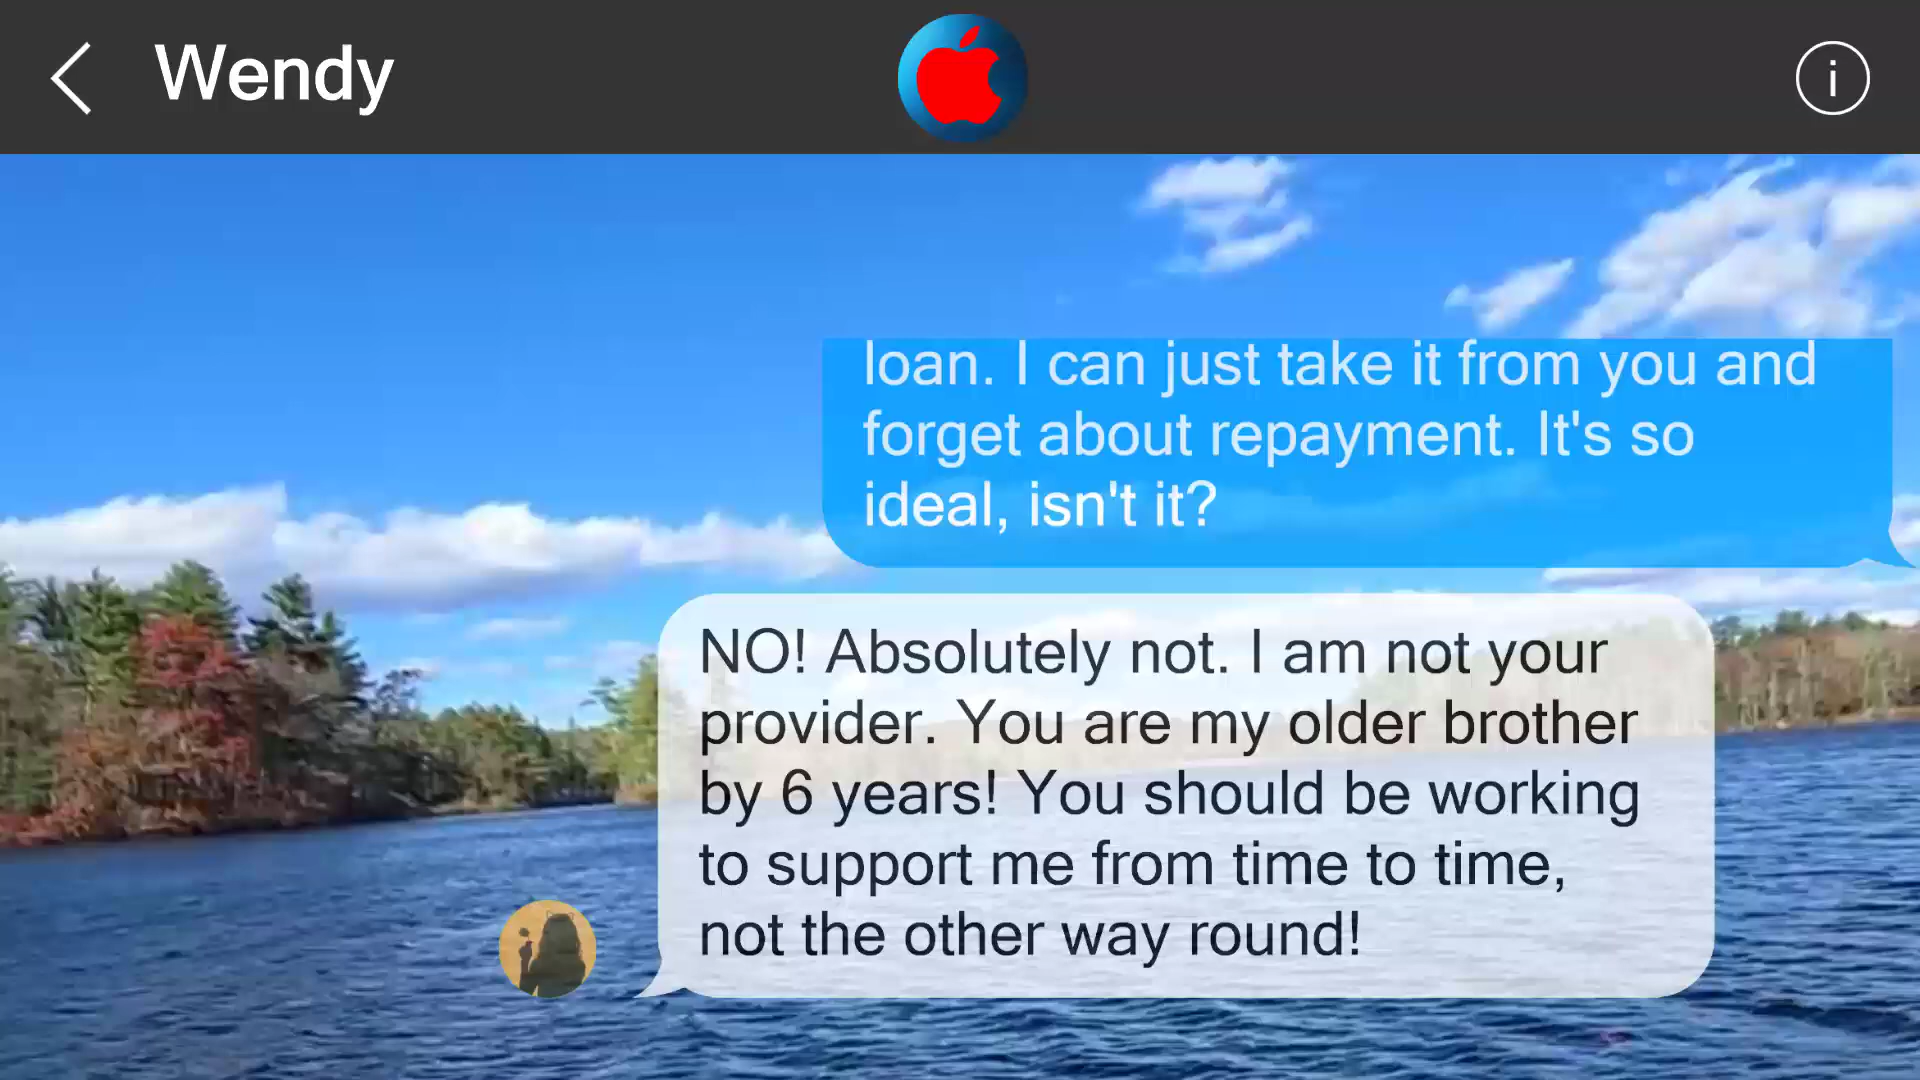 Wendy
loan. I can just take it from you and
forget about repayment. It's so
ideal, isn't it?
NO! Absolutely not. I am not your
provider. You are my older brother
by 6 years! You should be working
to support me from time to time,
not the other way round!